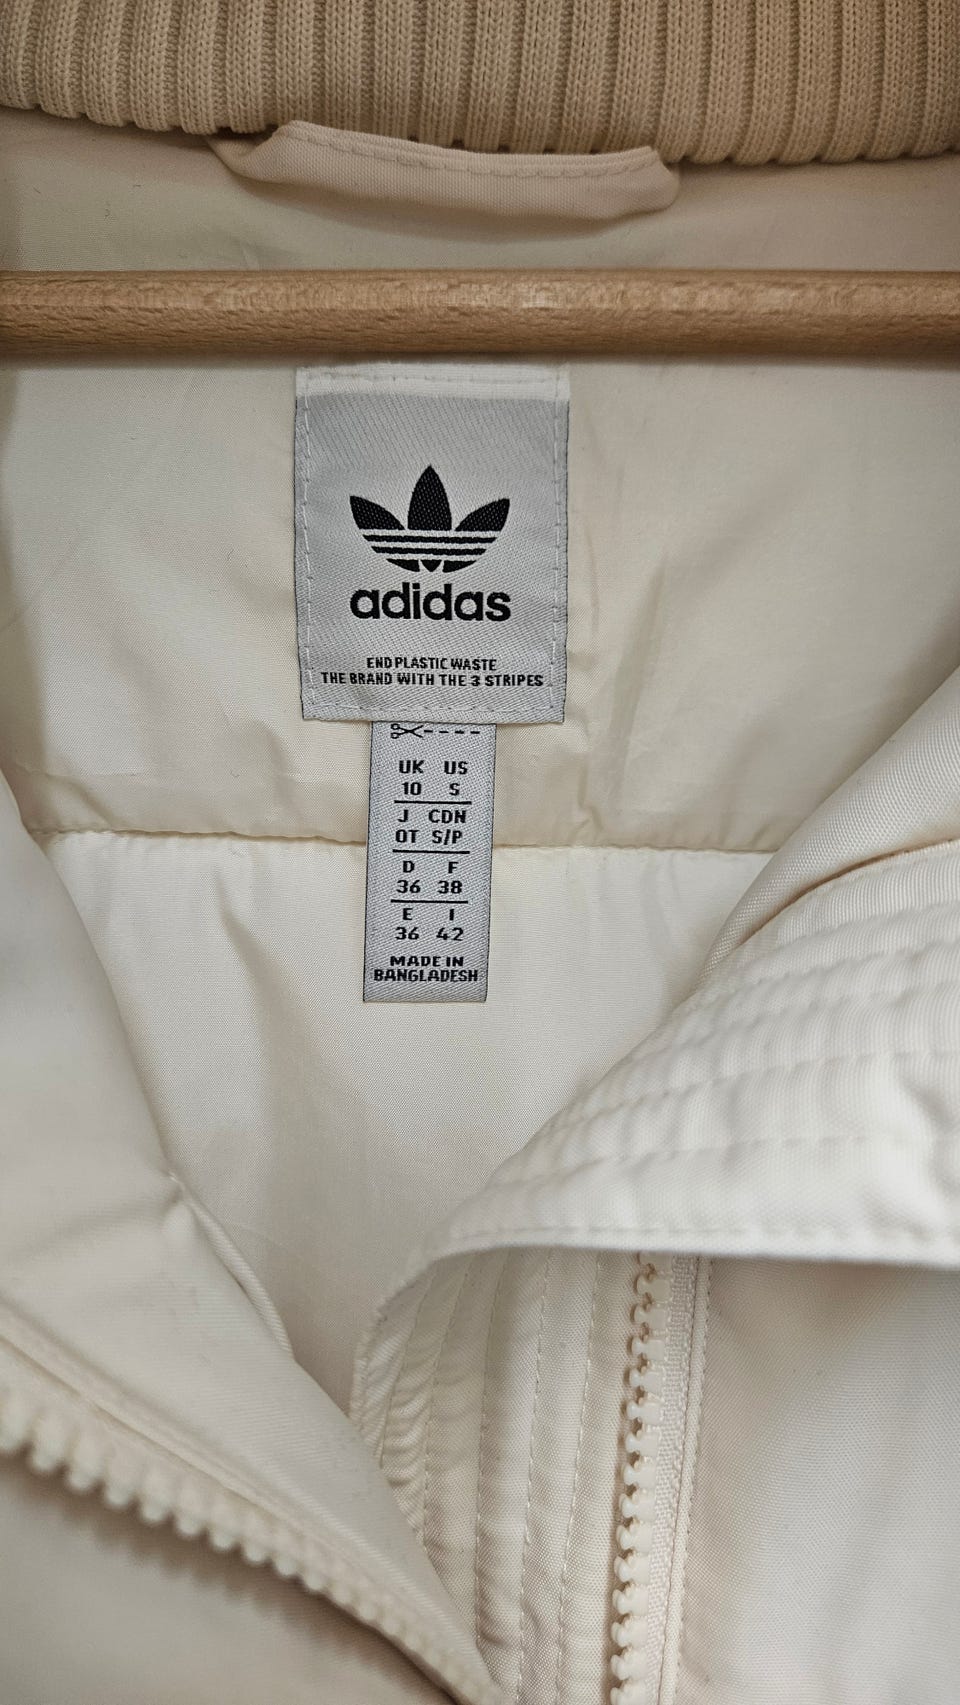 adidas
END PLASTIC WASTE
THE BRAND WITH THE 3 STRIPES
UK US
10 S
J CDN
OT S/P
D F
36 38
E I
36 42
MADE IN
BANGLADESH